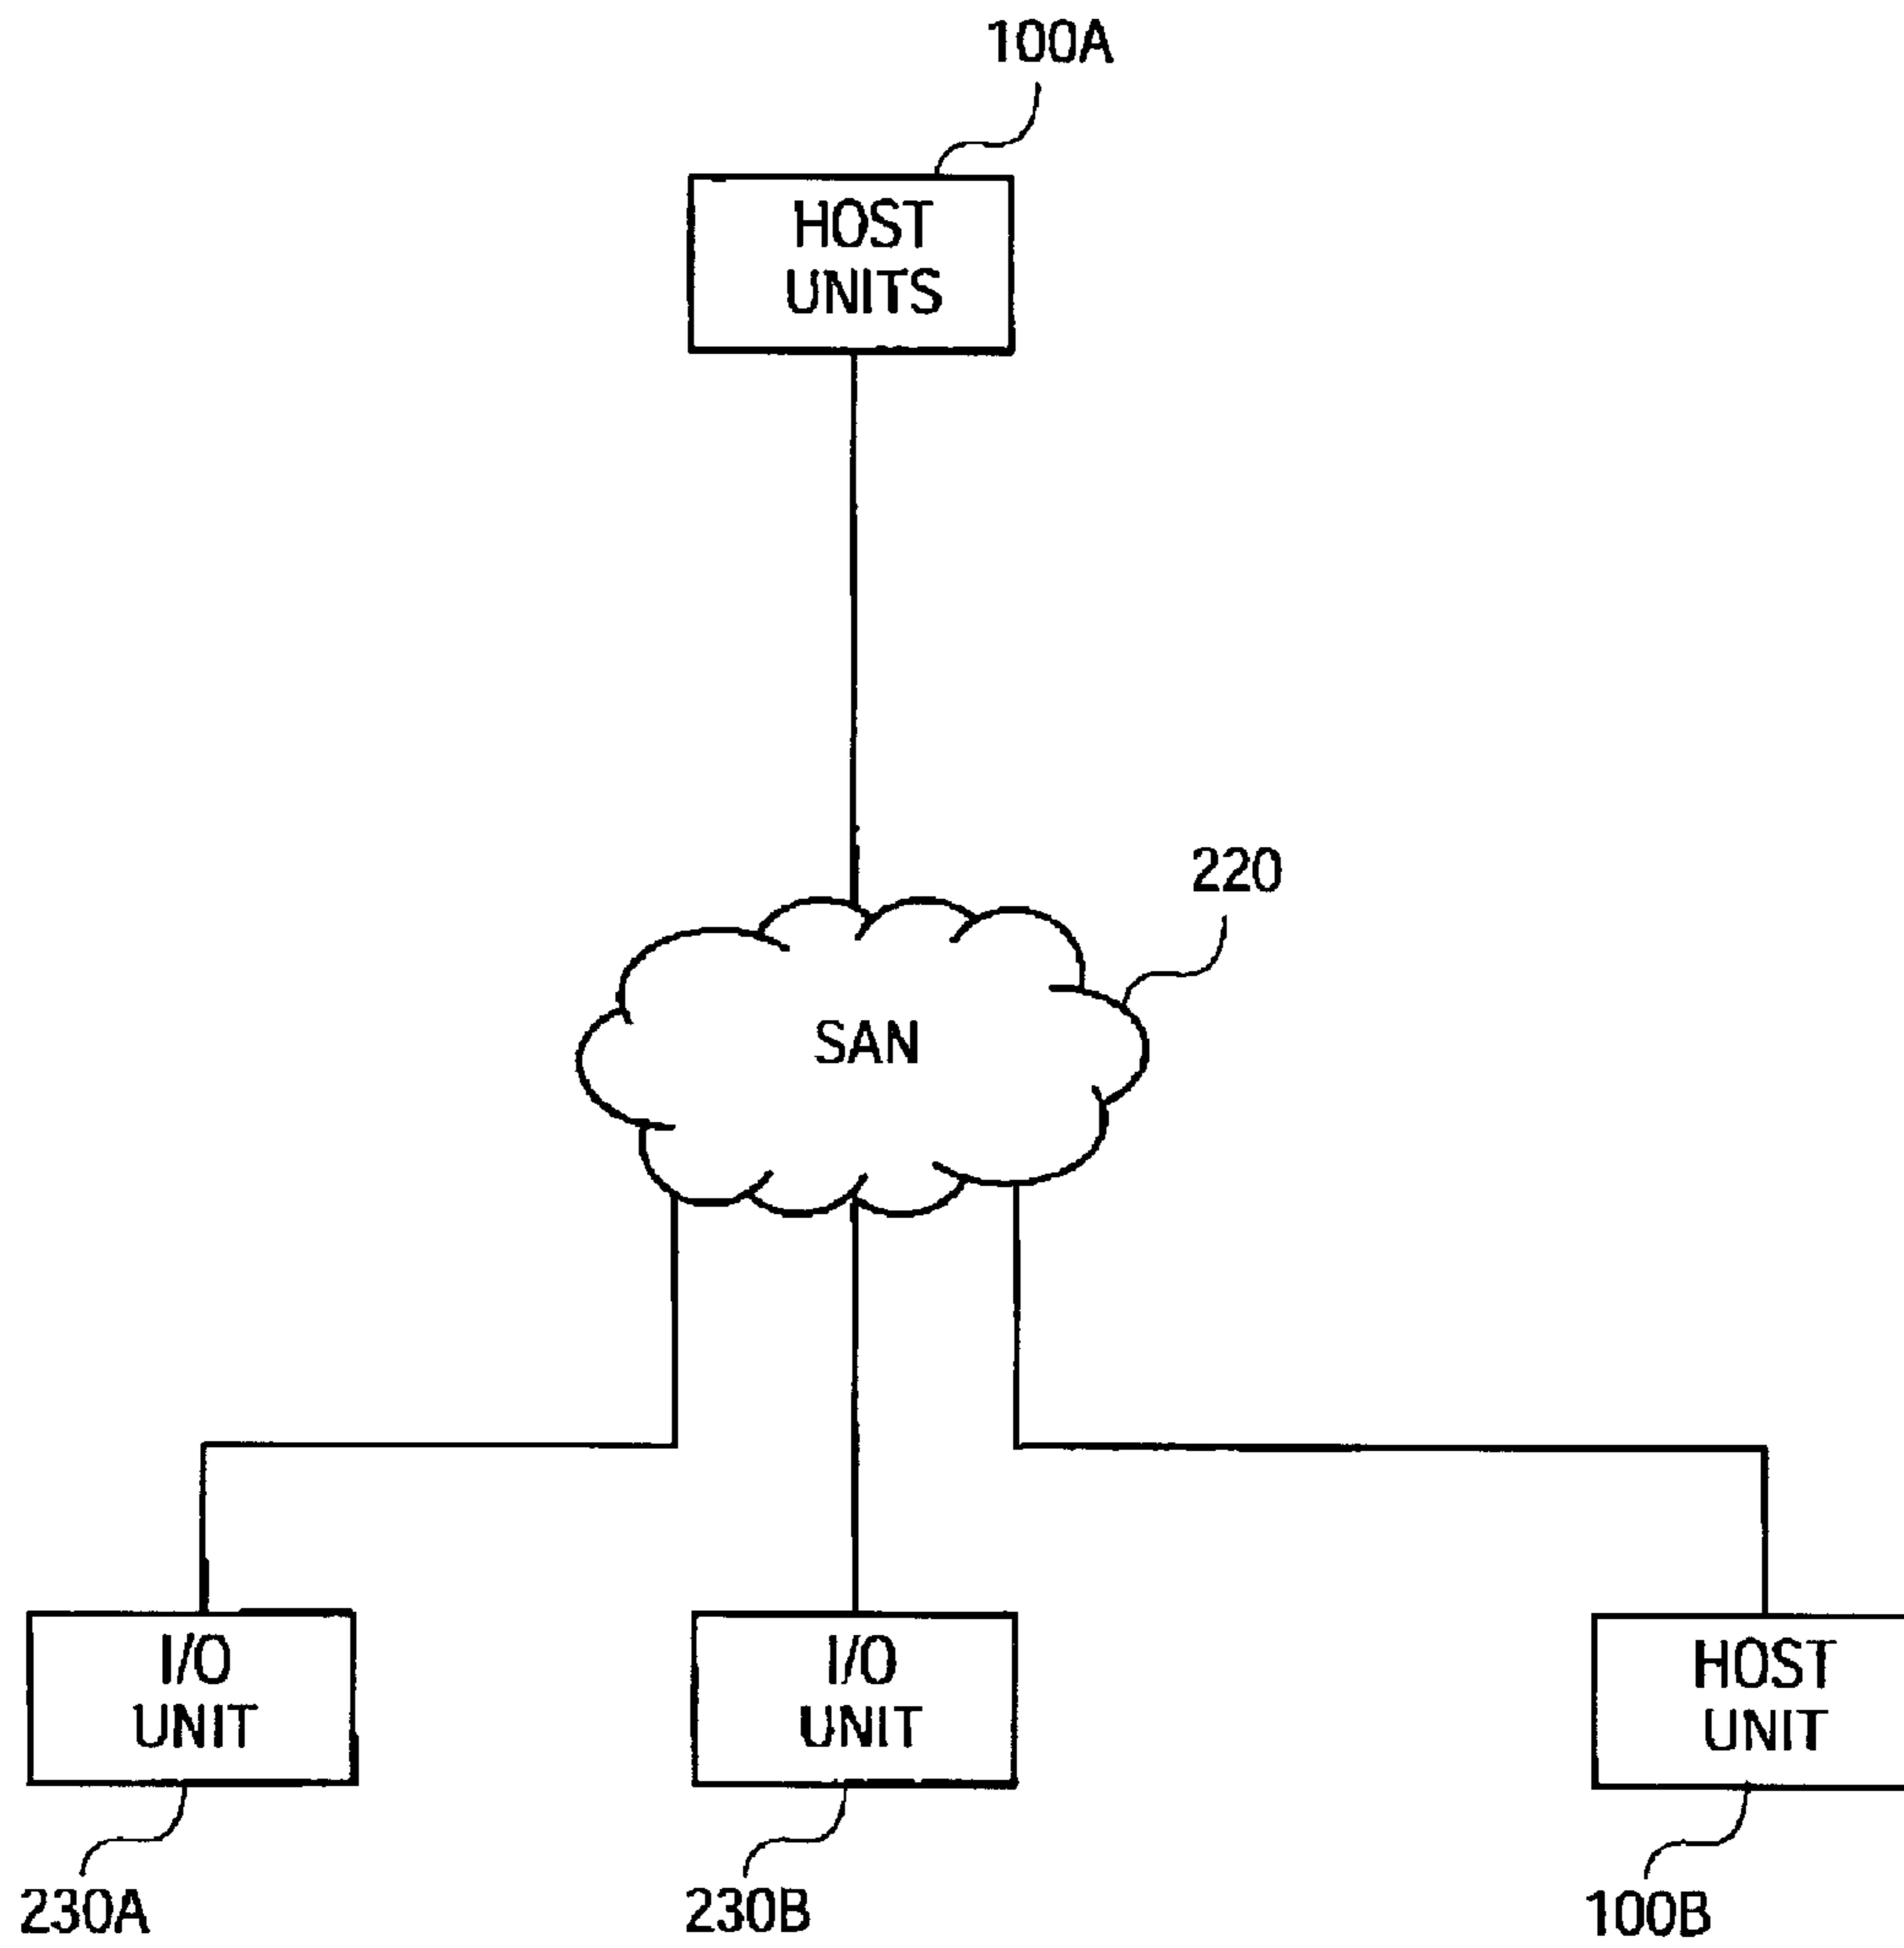 100A
HOST
UNITS
220
SAN
I/O
UNIT
I/O
UNIT
HOST
UNIT
230A
230B
100B